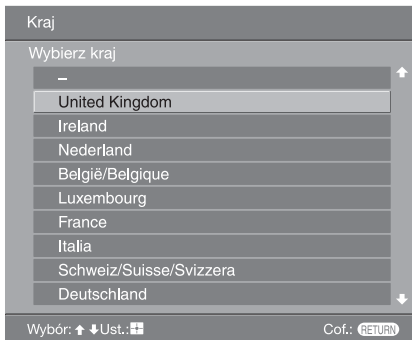 Kraj
Wybierz kraj
–
United Kingdom
Ireland
Nederland
België/Belgique
Luxembourg
France
Italia
Schweiz/Suisse/Svizzera
Deutschland
Wybór: ↑ ↓ Ust.: Cof.: RETURN